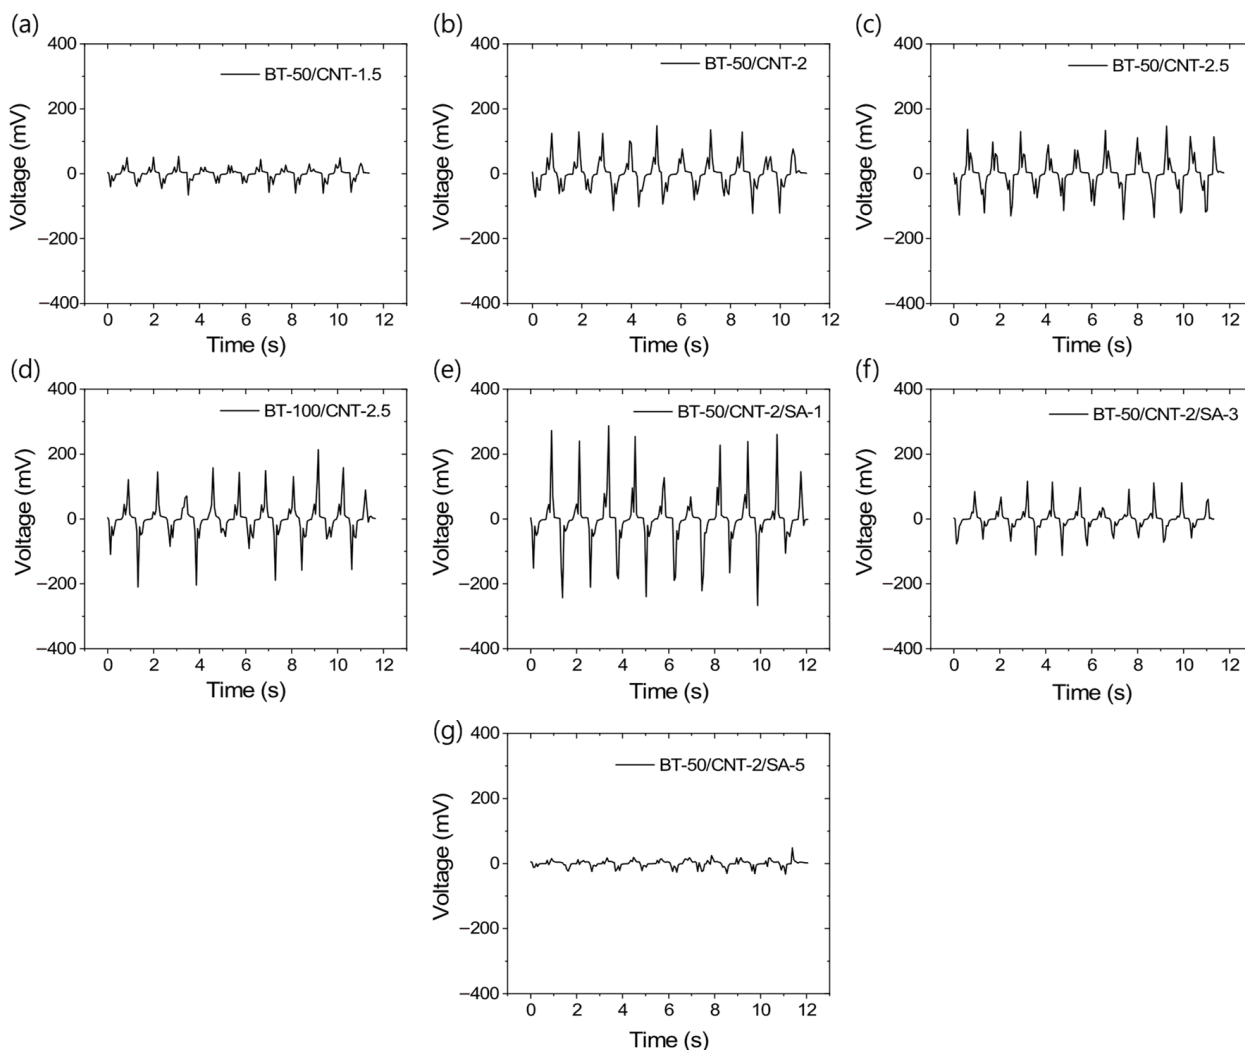 (a)
400
200
0
−200
−400
Voltage (mV)
BT-50/CNT-1.5
0 2 4 6 8 10 12
Time (s)
(b)
400
200
0
−200
−400
Voltage (mV)
BT-50/CNT-2
0 2 4 6 8 10 12
Time (s)
(c)
400
200
0
−200
−400
Voltage (mV)
BT-50/CNT-2.5
0 2 4 6 8 10 12
Time (s)
(d)
400
200
0
−200
−400
Voltage (mV)
BT-100/CNT-2.5
0 2 4 6 8 10 12
Time (s)
(e)
400
200
0
−200
−400
Voltage (mV)
BT-50/CNT-2/SA-1
0 2 4 6 8 10 12
Time (s)
(f)
400
200
0
−200
−400
Voltage (mV)
BT-50/CNT-2/SA-3
0 2 4 6 8 10 12
Time (s)
(g)
400
200
0
−200
−400
Voltage (mV)
BT-50/CNT-2/SA-5
0 2 4 6 8 10 12
Time (s)